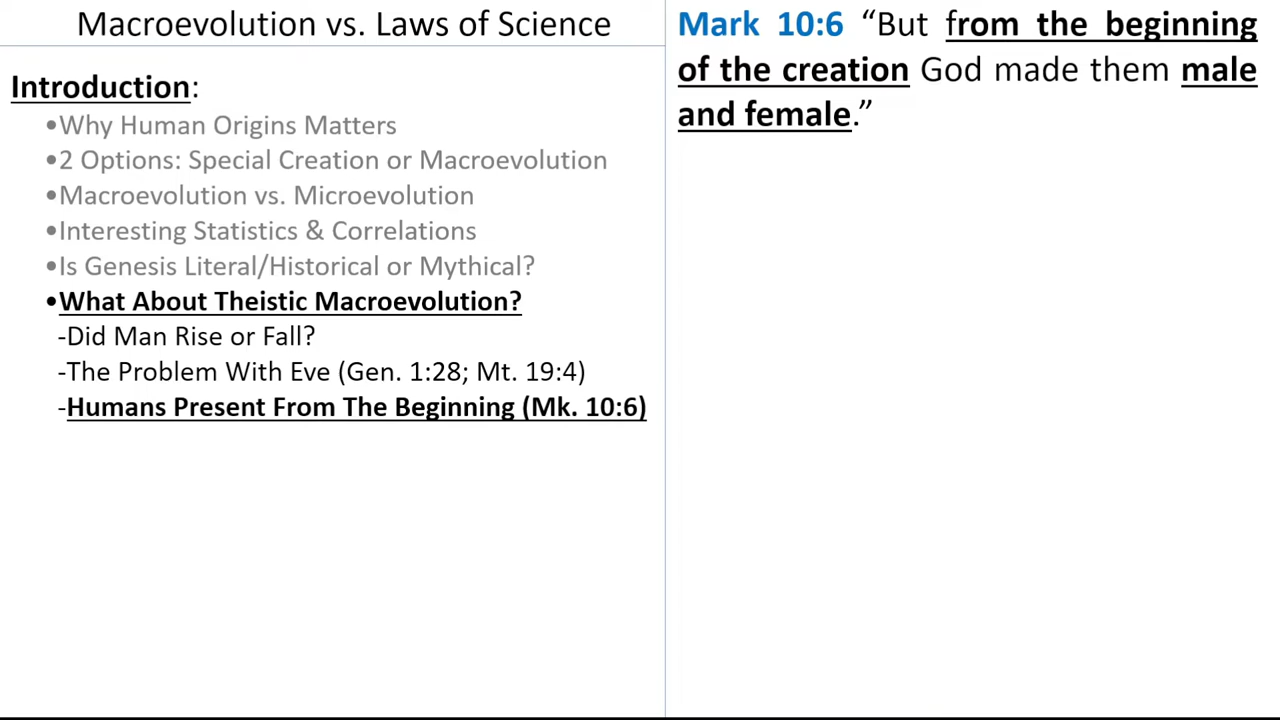 Macroevolution vs. Laws of Science
Introduction:
•Why Human Origins Matters
•2 Options: Special Creation or Macroevolution
•Macroevolution vs. Microevolution
•Interesting Statistics & Correlations
•Is Genesis Literal/Historical or Mythical?
•What About Theistic Macroevolution?
-Did Man Rise or Fall?
-The Problem With Eve (Gen. 1:28; Mt. 19:4)
-Humans Present From The Beginning (Mk. 10:6)
Mark 10:6 “But from the beginning
of the creation God made them male
and female.”